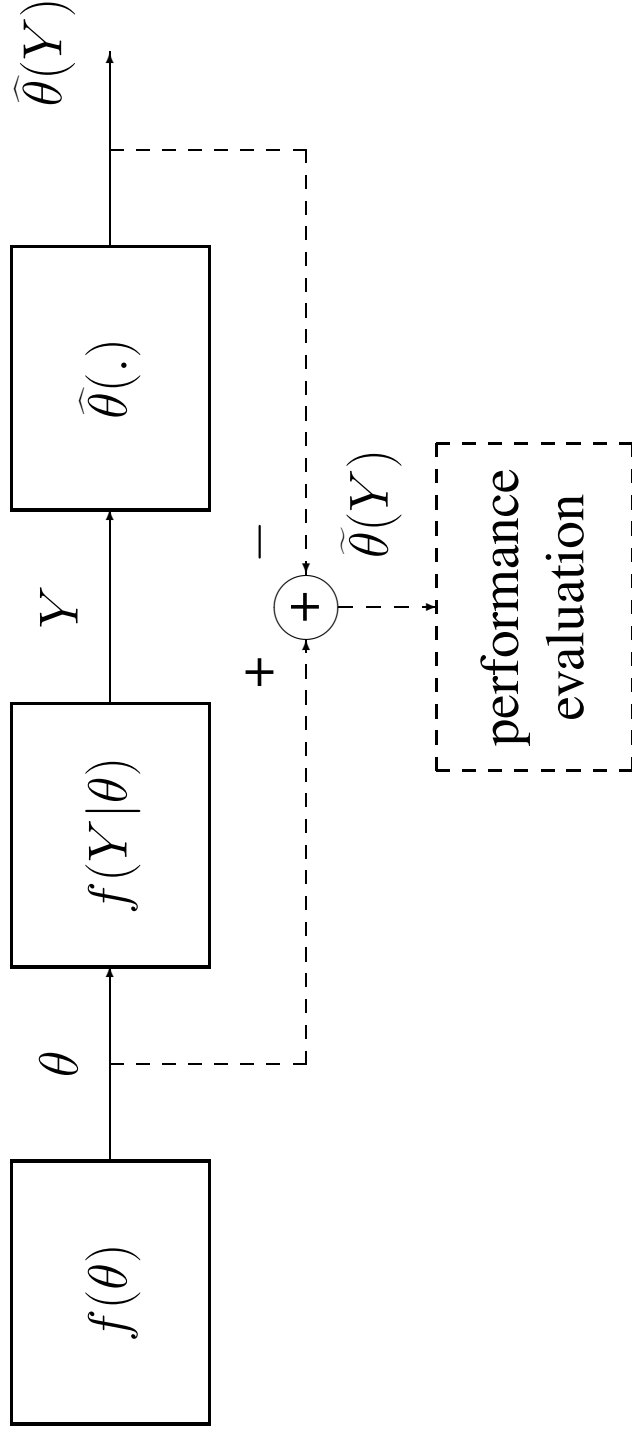 f(θ)
θ
f(Y|θ)
Y
θ̂(.)
θ̂(Y)
+
−
+
θ̃(Y)
performance
evaluation